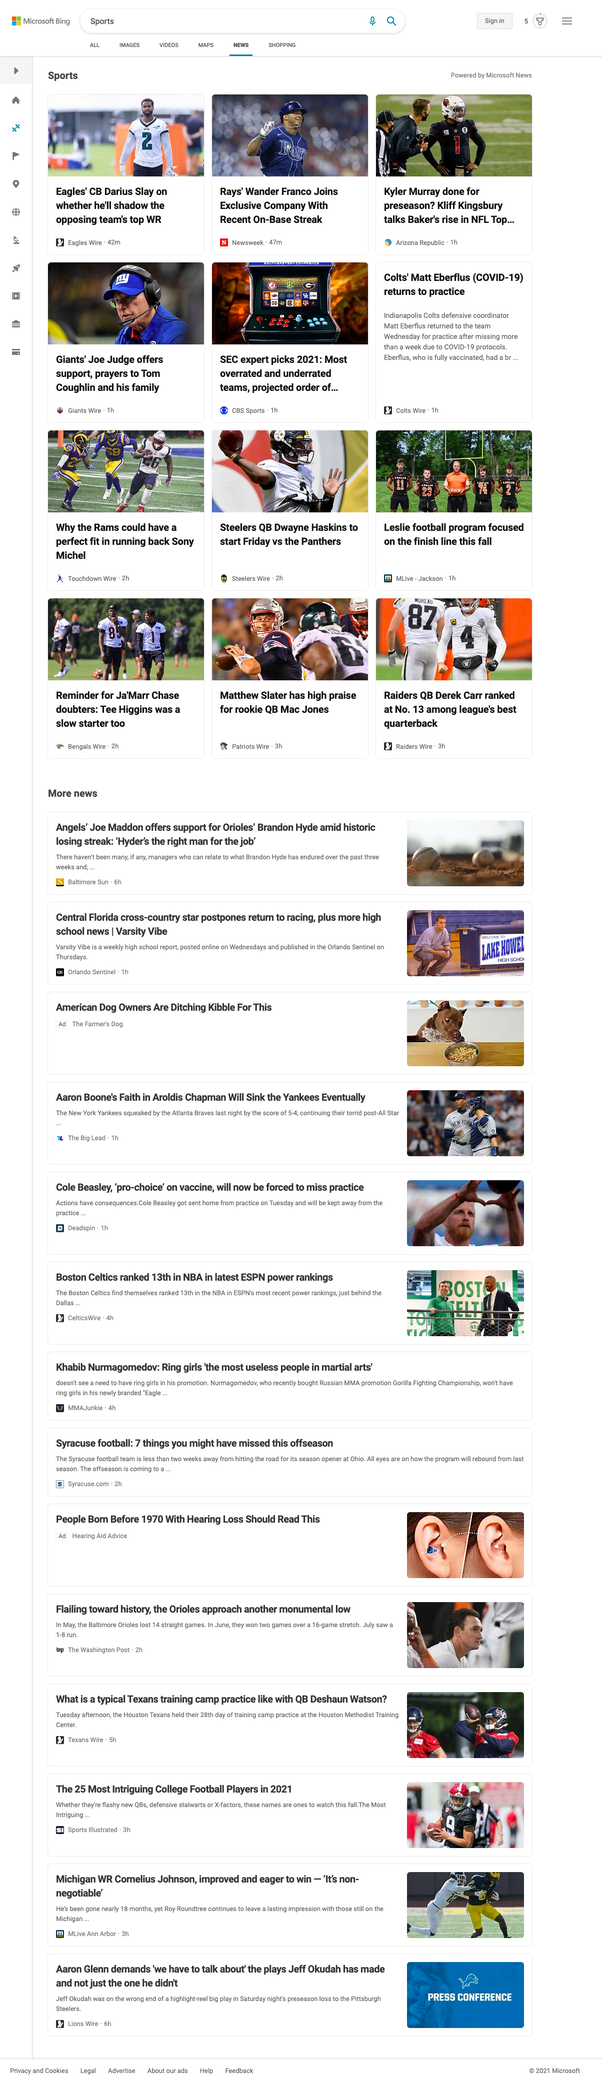 Microsoft Bing
Sports
Sign in
5
ALL IMAGES VIDEOS MAPS NEWS SHOPPING
Sports
Powered by Microsoft News
Eagles' CB Darius Slay on
whether he'll shadow the
opposing team's top WR
Eagles Wire · 42m
Rays' Wander Franco Joins
Exclusive Company With
Recent On-Base Streak
Newsweek · 47m
Kyler Murray done for
preseason? Kliff Kingsbury
talks Baker's rise in NFL Top...
Arizona Republic · 1h
Giants' Joe Judge offers
support, prayers to Tom
Coughlin and his family
Giants Wire · 1h
SEC expert picks 2021: Most
overrated and underrated
teams, projected order of...
CBS Sports · 1h
Colts' Matt Eberflus (COVID-19)
returns to practice
Indianapolis Colts defensive coordinator
Matt Eberflus returned to the team
Wednesday for practice after missing more
than a week due to COVID-19 protocols.
Eberflus, who is fully vaccinated, had a br ...
Colts Wire · 1h
Why the Rams could have a
perfect fit in running back Sony
Michel
Touchdown Wire · 2h
Steelers QB Dwayne Haskins to
start Friday vs the Panthers
Steelers Wire · 2h
Leslie football program focused
on the finish line this fall
MLive - Jackson · 1h
Reminder for Ja'Marr Chase
doubters: Tee Higgins was a
slow starter too
Bengals Wire · 2h
Matthew Slater has high praise
for rookie QB Mac Jones
Patriots Wire · 3h
87
4
Raiders QB Derek Carr ranked
at No. 13 among league's best
quarterback
Raiders Wire · 3h
More news
Angels' Joe Maddon offers support for Orioles' Brandon Hyde amid historic
losing streak: 'Hyder's the right man for the job'
There haven't been many, if any, managers who can relate to what Brandon Hyde has endured over the past three
weeks and, ...
Baltimore Sun · 6h
Central Florida cross-country star postpones return to racing, plus more high
school news | Varsity Vibe
Varsity Vibe is a weekly high school report, posted online on Wednesdays and published in the Orlando Sentinel on
Thursdays.
Orlando Sentinel · 1h
LAKE HOWEL
HIGH SCHO
American Dog Owners Are Ditching Kibble For This
Ad The Farmer's Dog
Aaron Boone's Faith in Aroldis Chapman Will Sink the Yankees Eventually
The New York Yankees squeaked by the Atlanta Braves last night by the score of 5-4, continuing their torrid post-All Star
...
The Big Lead · 1h
Cole Beasley, 'pro-choice' on vaccine, will now be forced to miss practice
Actions have consequences.Cole Beasley got sent home from practice on Tuesday and will be kept away from the
practice ...
Deadspin · 1h
Boston Celtics ranked 13th in NBA in latest ESPN power rankings
The Boston Celtics find themselves ranked 13th in the NBA in ESPN's most recent power rankings, just behind the
Dallas ...
CelticsWire · 4h
Khabib Nurmagomedov: Ring girls 'the most useless people in martial arts'
doesn't see a need to have ring girls in his promotion. Nurmagomedov, who recently bought Russian MMA promotion Gorilla Fighting Championship, won't have
ring girls in his newly branded "Eagle ...
MMAJunkie · 4h
Syracuse football: 7 things you might have missed this offseason
The Syracuse football team is less than two weeks away from hitting the road for its season opener at Ohio. All eyes are on how the program will rebound from last
season. The offseason is coming to a ...
Syracuse.com · 2h
People Born Before 1970 With Hearing Loss Should Read This
Ad Hearing Aid Advice
Flailing toward history, the Orioles approach another monumental low
In May, the Baltimore Orioles lost 14 straight games. In June, they won two games over a 16-game stretch. July saw a
1-8 run.
The Washington Post · 2h
What is a typical Texans training camp practice like with QB Deshaun Watson?
Tuesday afternoon, the Houston Texans held their 28th day of training camp practice at the Houston Methodist Training
Center.
Texans Wire · 5h
The 25 Most Intriguing College Football Players in 2021
Whether they're flashy new QBs, defensive stalwarts or X-factors, these names are ones to watch this fall.The Most
Intriguing ...
Sports Illustrated · 3h
Michigan WR Cornelius Johnson, improved and eager to win — 'It's non-
negotiable'
He's been gone nearly 18 months, yet Roy Roundtree continues to leave a lasting impression with those still on the
Michigan ...
MLive Ann Arbor · 3h
Aaron Glenn demands 'we have to talk about' the plays Jeff Okudah has made
and not just the one he didn't
Jeff Okudah was on the wrong end of a highlight-reel big play in Saturday night's preseason loss to the Pittsburgh
Steelers.
Lions Wire · 6h
PRESS CONFERENCE
Privacy and Cookies Legal Advertise About our ads Help Feedback
© 2021 Microsoft